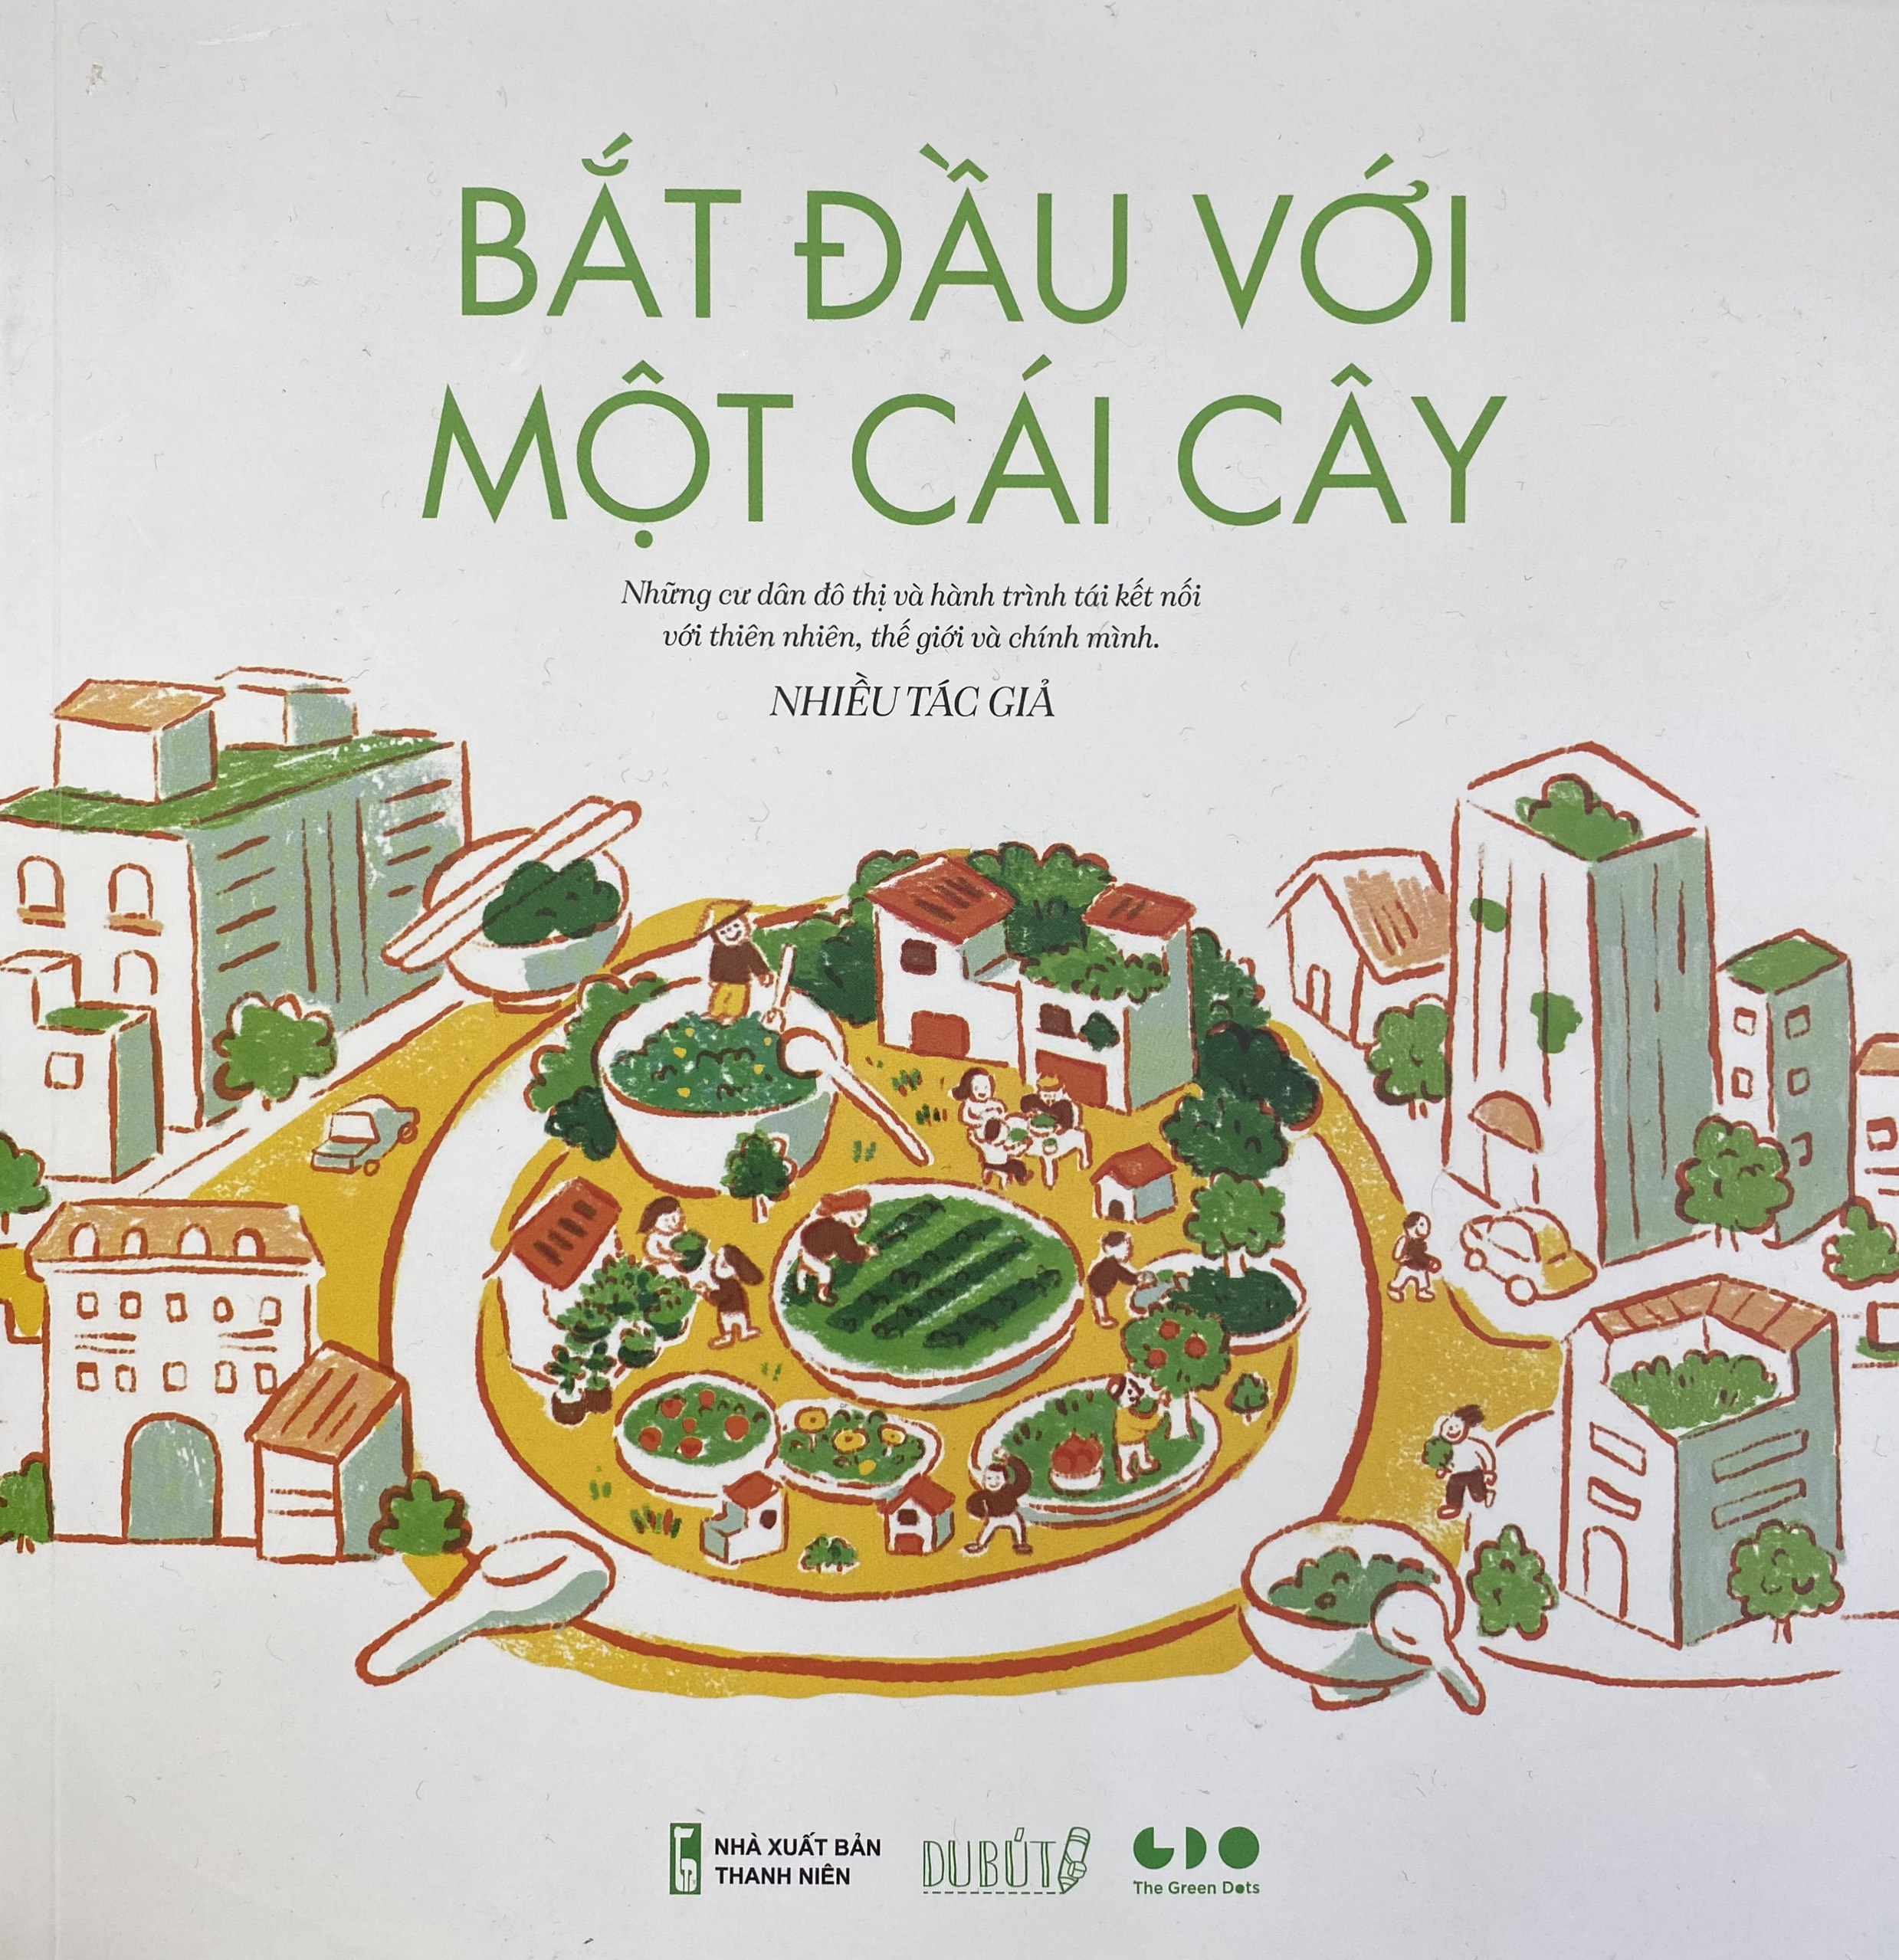 BẮT ĐẦU VỚI
MỘT CÁI CÂY
Những cư dân đô thị và hành trình tái kết nối
với thiên nhiên, thế giới và chính mình.
NHIỀU TÁC GIẢ
NHÀ XUẤT BẢN
THANH NIÊN
DUBÚT
The Green Dots